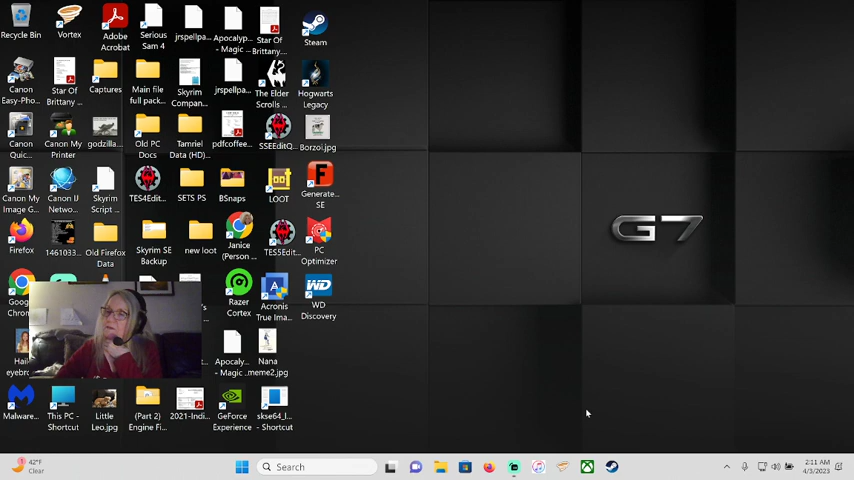 Recycle Bin
Vortex
Adobe
Acrobat
Serious
Sam 4
jrspellpa...
Apocalyp...
- Magic ...
Star Of
Brittany...
Steam
Canon
Easy-Pho...
Star Of
Brittany ...
Captures
Main file
full pack...
Skyrim
Compan...
jrspellpa...
The Elder
Scrolls ...
Hogwarts
Legacy
Canon
Quic...
Canon My
Printer
godzilla...
Old PC
Docs
Tamriel
Data (HD)...
pdfcoffee...
SSEEditQ...
Borzoi.jpg
Canon My
Image G...
Canon IJ
Netwo...
Skyrim
Script ...
TES4Edit...
SETS PS
BSnaps
LOOT
Generate...
SE
Firefox
1461033...
Old Firefox
Data
Skyrim SE
Backup
new loot
Janice
(Person ...
TES5Edit...
PC
Optimizer
Goog
Chron
Razer
Cortex
Acronis
True Ima...
WD
WD
Discovery
Hail
eyebro
Apocaly...
- Magic ...
Nana
meme2.jpg
Malware...
This PC -
Shortcut
Little
Leo.jpg
(Part 2)
Engine Fi...
2021-Indi...
GeForce
Experience
skse64_l...
- Shortcut
G7
42°F
Clear
Search
2:11 AM
4/3/2023